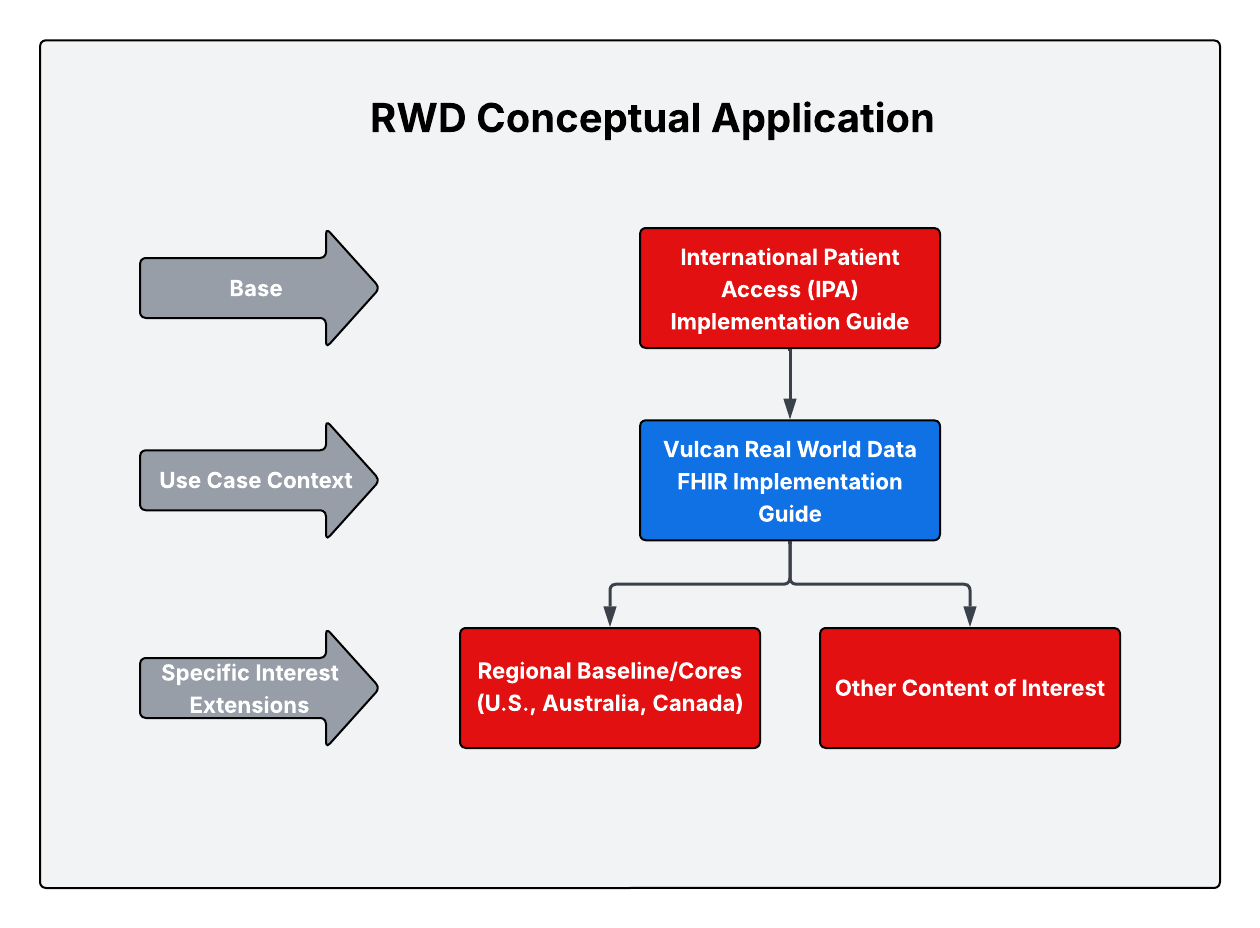 RWD Conceptual Application
Base
International Patient
Access (IPA)
Implementation Guide
Use Case Context
Vulcan Real World Data
FHIR Implementation
Guide
Specific Interest
Extensions
Regional Baseline/Cores
(U.S., Australia, Canada)
Other Content of Interest